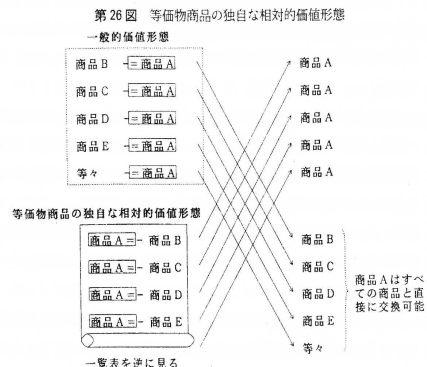 第26図 等価物商品の独自な相対的価値形態
一般的価値形態
商品B -=商品A
商品C -=商品A
商品D -=商品A
商品E -=商品A
等々 -=商品A
商品A
商品A
商品A
商品A
商品A
等価物商品の独自な相対的価値形態
商品A=- 商品B
商品A=- 商品C
商品A=- 商品D
商品A=- 商品E
一覧表を逆に見る
商品B
商品C
商品D
商品E
等々
商品Aはすべ
ての商品と直
接に交換可能